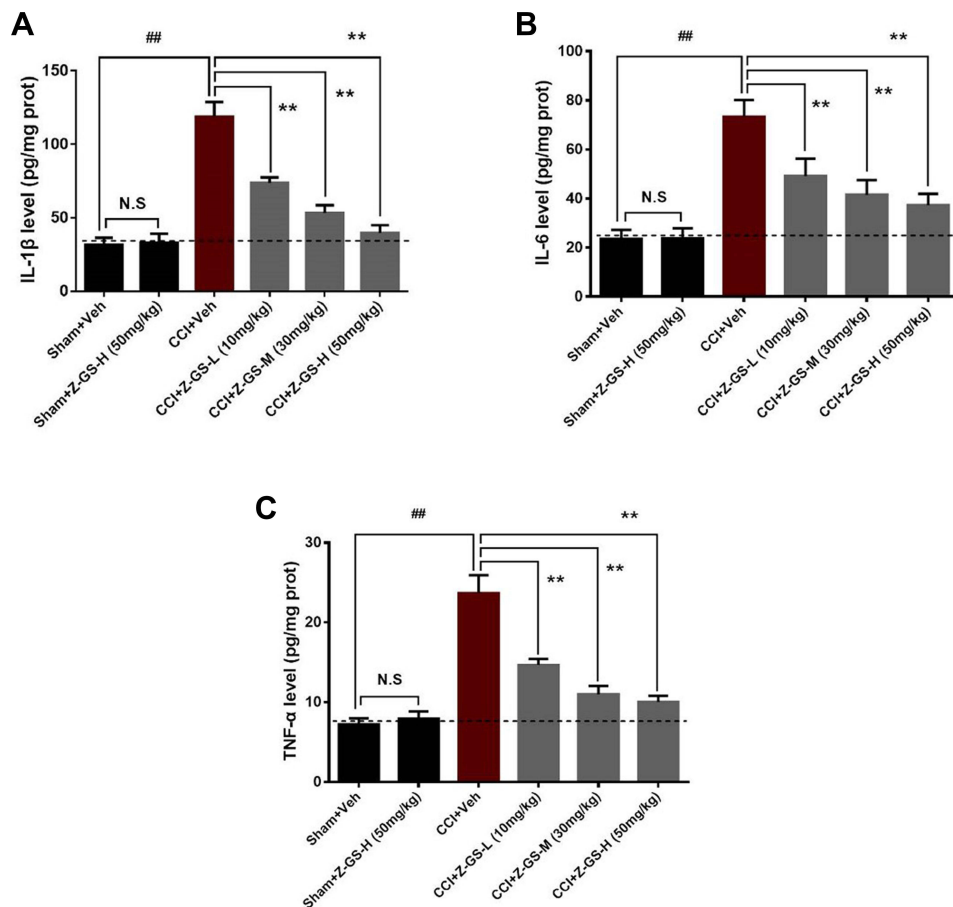 A
##
**
**
**
N.S
IL-1β level (pg/mg prot)
150
100
50
0
Sham+Veh
Sham+Z-GS-H (50mg/kg)
CCI+Veh
CCI+Z-GS-L (10mg/kg)
CCI+Z-GS-M (30mg/kg)
CCI+Z-GS-H (50mg/kg)
B
##
**
**
**
N.S
IL-6 level (pg/mg prot)
100
80
60
40
20
0
Sham+Veh
Sham+Z-GS-H (50mg/kg)
CCI+Veh
CCI+Z-GS-L (10mg/kg)
CCI+Z-GS-M (30mg/kg)
CCI+Z-GS-H (50mg/kg)
C
##
**
**
**
N.S
TNF-α level (pg/mg prot)
30
20
10
0
Sham+Veh
Sham+Z-GS-H (50mg/kg)
CCI+Veh
CCI+Z-GS-L (10mg/kg)
CCI+Z-GS-M (30mg/kg)
CCI+Z-GS-H (50mg/kg)